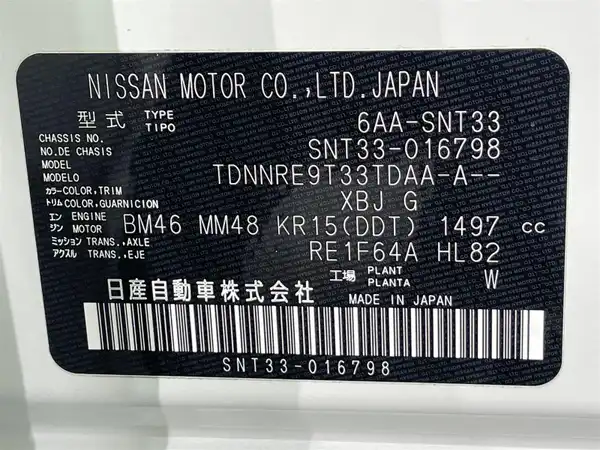 NISSAN MOTOR CO.,LTD.JAPAN
型式 TYPE TIPO 6AA-SNT33
CHASSIS NO. NO.DE CHASIS SNT33-016798
MODEL MODELO TDNNRE9T33TDAA-A--
カラー COLOR,TRIM トリム COLOR,GUARNICION XBJ G
エンジン ENGINE MOTOR BM46 MM48 KR15(DDT) 1497 cc
ミッション TRANS.,AXLE アクスル TRANS.,EJE RE1F64A HL82
工場 PLANT PLANTA W
日産自動車株式会社 MADE IN JAPAN
SNT33-016798